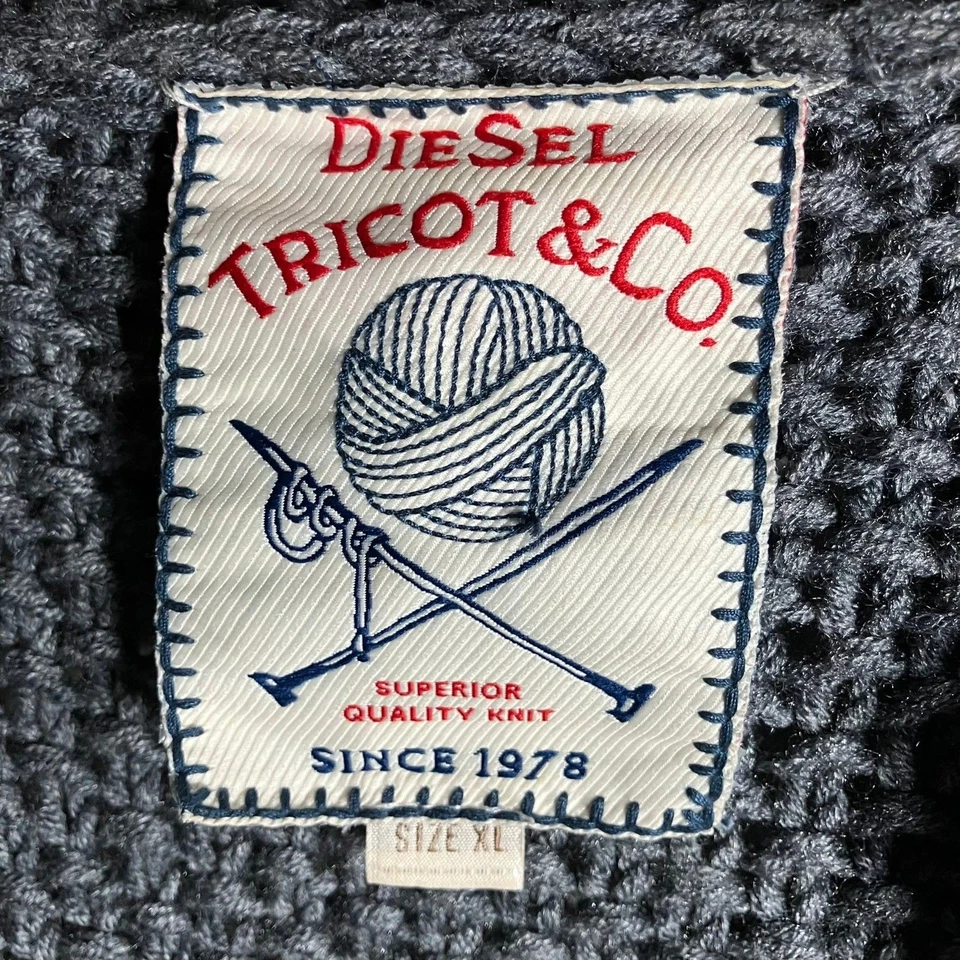 DIESEL
TRICOT & CO.
SUPERIOR
QUALITY KNIT
SINCE 1978
SIZE XL